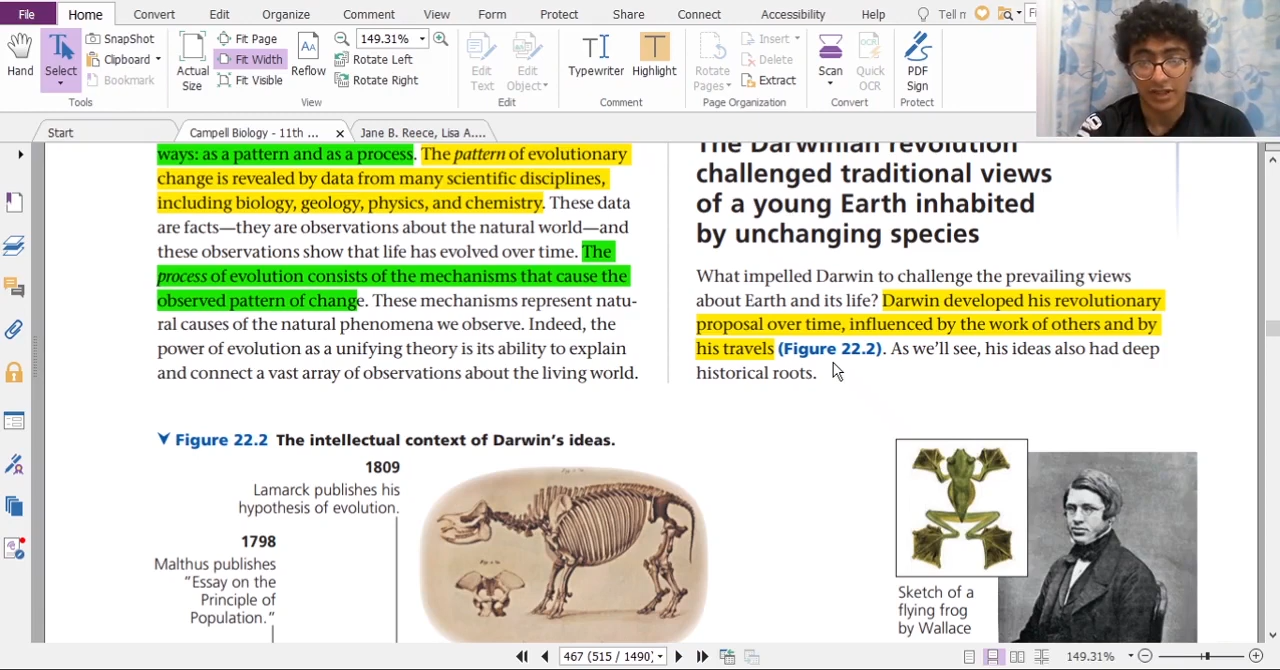 File
Home
Convert
Edit
Organize
Comment
View
Form
Protect
Share
Connect
Accessibility
Help
Tell
Hand
Select
SnapShot
Clipboard
Bookmark
Tools
Actual
Size
Fit Page
Fit Width
Fit Visible
Reflow
149.31%
Rotate Left
Rotate Right
View
Edit
Text
Edit
Object
Edit
Typewriter
Highlight
Comment
Rotate
Pages
Insert
Delete
Extract
Page Organization
Scan
Quick
OCR
Convert
PDF
Sign
Protect
Start
Campell Biology - 11th ...
Jane B. Reece, Lisa A....
ways: as a pattern and as a process. The pattern of evolutionary
change is revealed by data from many scientific disciplines,
including biology, geology, physics, and chemistry. These data
are facts—they are observations about the natural world—and
these observations show that life has evolved over time. The
process of evolution consists of the mechanisms that cause the
observed pattern of change. These mechanisms represent natu-
ral causes of the natural phenomena we observe. Indeed, the
power of evolution as a unifying theory is its ability to explain
and connect a vast array of observations about the living world.
The Darwinian revolution
challenged traditional views
of a young Earth inhabited
by unchanging species
What impelled Darwin to challenge the prevailing views
about Earth and its life? Darwin developed his revolutionary
proposal over time, influenced by the work of others and by
his travels (Figure 22.2). As we'll see, his ideas also had deep
historical roots.
Figure 22.2 The intellectual context of Darwin's ideas.
1809
Lamarck publishes his
hypothesis of evolution.
1798
Malthus publishes
"Essay on the
Principle of
Population."
Sketch of a
flying frog
by Wallace
467 (515 / 1490)
149.31%